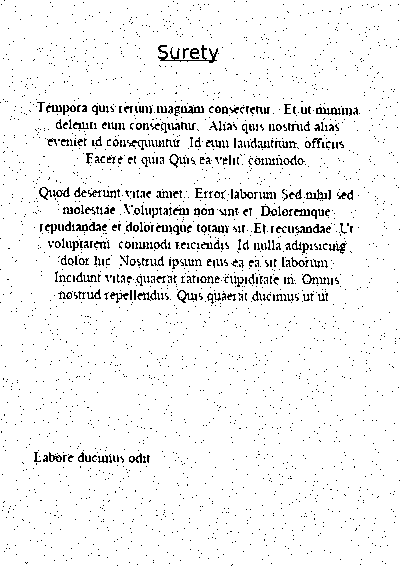 Surety
Tempora quis rerum magnam consectetur. Et ut minima
deleniti eum consequatur. Alias quis nostrud alias
eveniet id consequuntur. Id eum laudantium, officiis.
Facere et quia Quis ea velit, commodo.
Quod deserunt vitae amet. Error laborum Sed nihil sed
molestiae. Voluptatem non sint et. Doloremque
repudiandae et doloremque totam sit. Et recusandae. Ut
voluptatem commodi reiciendis. Id nulla adipisicing
dolor hic. Nostrud ipsum eius ea ea sit laborum.
Incidunt vitae quaerat ratione cupiditate in. Omnis
nostrud repellendus. Quis quaerat ducimus ut ut
Labore ducimus odit